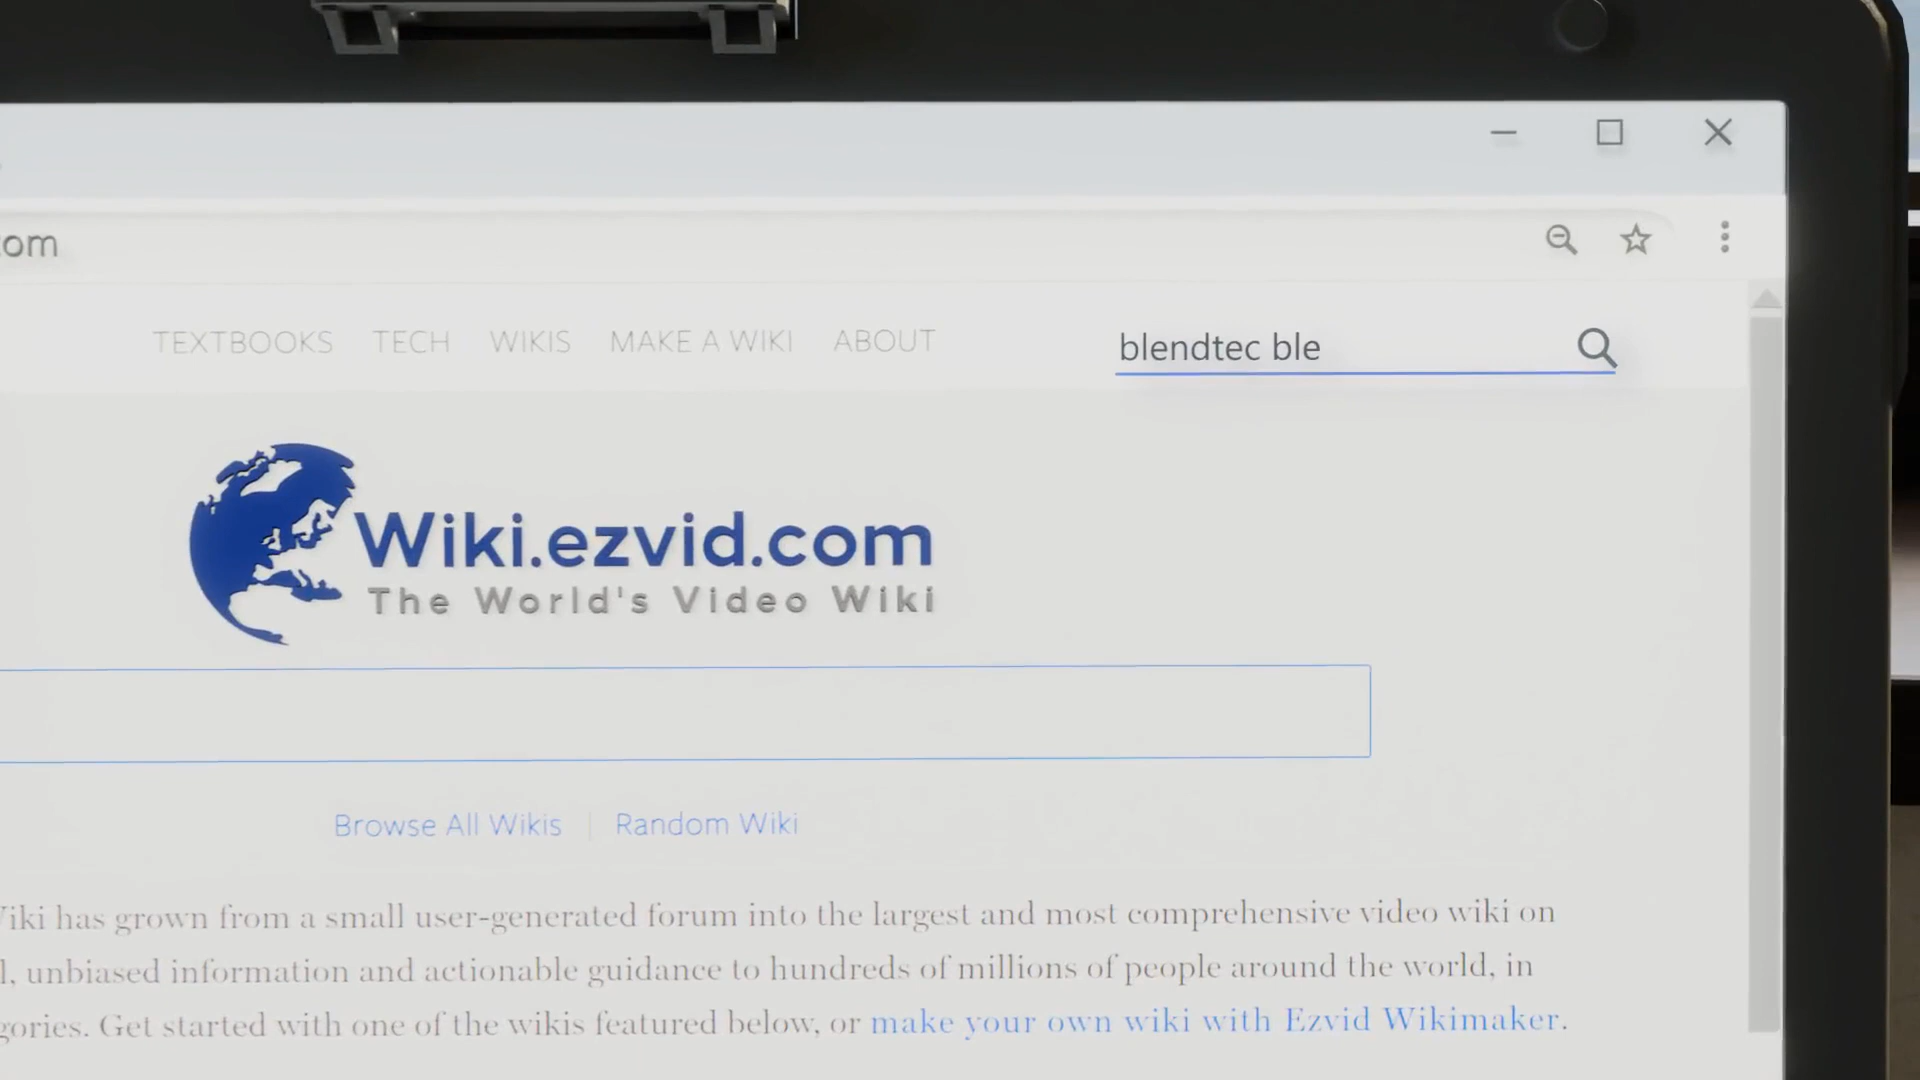 om
TEXTBOOKS TECH WIKIS MAKE A WIKI ABOUT
blendtec ble
Wiki.ezvid.com
The World's Video Wiki
Browse All Wikis | Random Wiki
Wiki has grown from a small user-generated forum into the largest and most comprehensive video wiki on
l, unbiased information and actionable guidance to hundreds of millions of people around the world, in
gories. Get started with one of the wikis featured below, or make your own wiki with Ezvid Wikimaker.